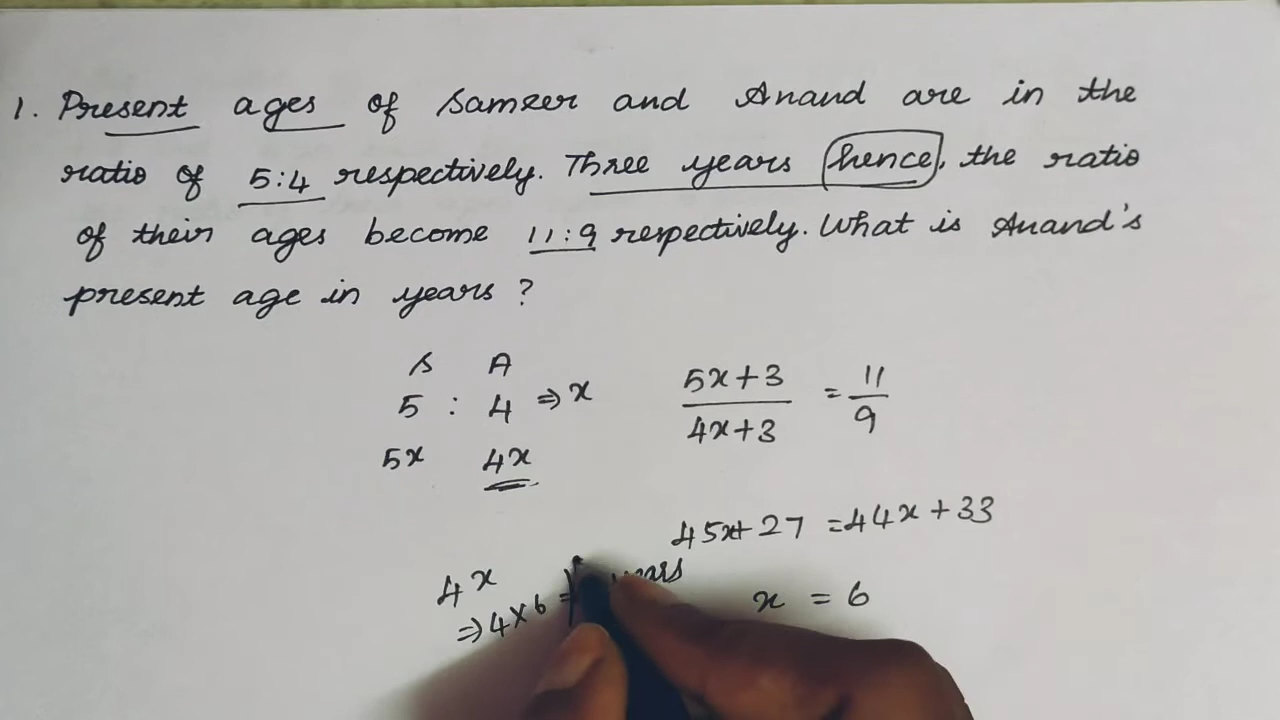 1. Present ages of Sameer and Anand are in the
ratio of 5:4 respectively. Three years hence, the ratio
of their ages become 11:9 respectively. What is Anand's
present age in years?
s A
5 : 4 ⇒ x
5x 4x
5x+3 / 4x+3 = 11/9
45x+27 = 44x+33
x = 6
4x
⇒ 4×6 =